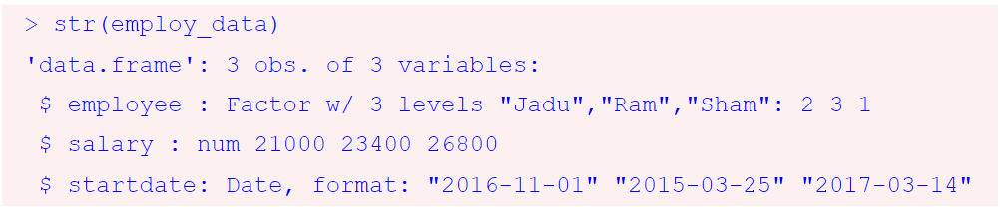 > str(employ_data)
'data.frame': 3 obs. of 3 variables:
$ employee : Factor w/ 3 levels "Jadu","Ram","Sham": 2 3 1
$ salary : num 21000 23400 26800
$ startdate: Date, format: "2016-11-01" "2015-03-25" "2017-03-14"